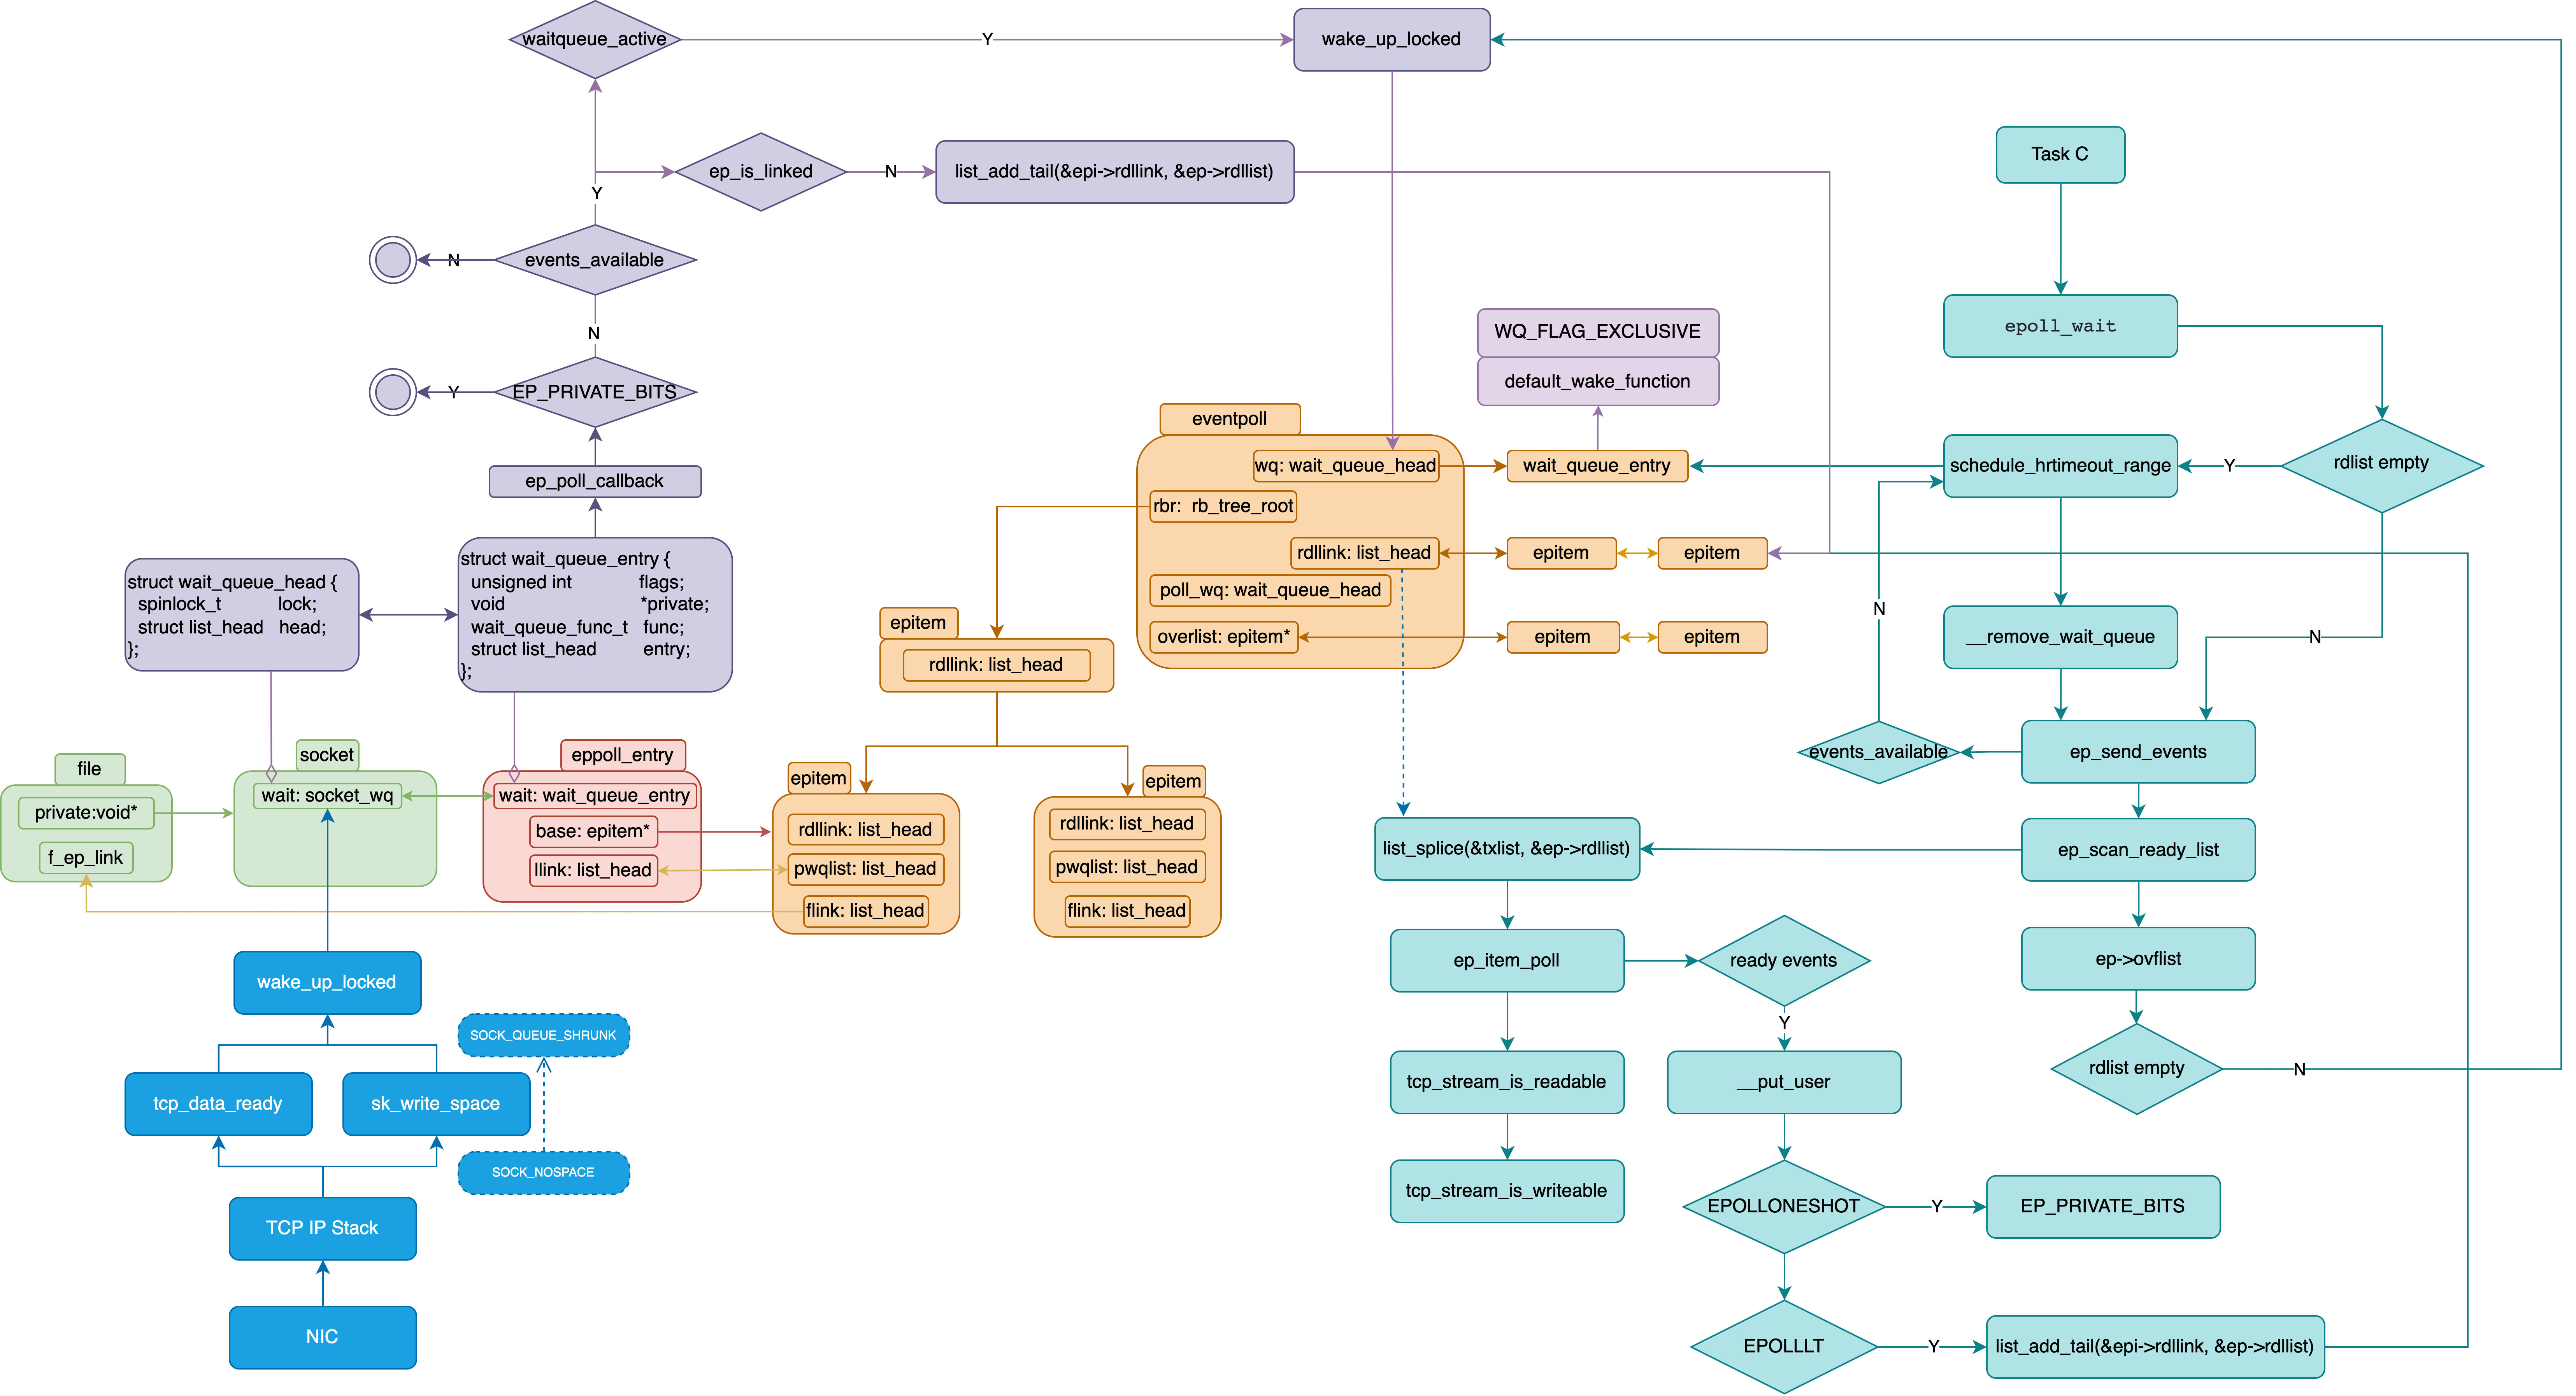 waitqueue_active
Y
wake_up_locked
ep_is_linked
N
list_add_tail(&epi->rdllink, &ep->rdllist)
Task C
Y
events_available
N
epoll_wait
N
EP_PRIVATE_BITS
Y
WQ_FLAG_EXCLUSIVE
default_wake_function
ep_poll_callback
eventpoll
wq: wait_queue_head
wait_queue_entry
schedule_hrtimeout_range
Y
rdlist empty
rbr:  rb_tree_root
rdllink: list_head
epitem
epitem
poll_wq: wait_queue_head
overlist: epitem*
epitem
epitem
N
__remove_wait_queue
N
struct wait_queue_head {
spinlock_t lock;
struct list_head head;
};
struct wait_queue_entry {
unsigned int flags;
void *private;
wait_queue_func_t func;
struct list_head entry;
};
epitem
rdllink: list_head
file
private:void*
f_ep_link
socket
wait: socket_wq
eppoll_entry
wait: wait_queue_entry
base: epitem*
llink: list_head
epitem
rdllink: list_head
pwqlist: list_head
flink: list_head
epitem
rdllink: list_head
pwqlist: list_head
flink: list_head
events_available
ep_send_events
list_splice(&txlist, &ep->rdllist)
ep_scan_ready_list
ep_item_poll
ready events
ep->ovflist
Y
rdlist empty
N
tcp_stream_is_readable
__put_user
tcp_stream_is_writeable
EPOLLONESHOT
Y
EP_PRIVATE_BITS
EPOLLLT
Y
list_add_tail(&epi->rdllink, &ep->rdllist)
wake_up_locked
SOCK_QUEUE_SHRUNK
tcp_data_ready
sk_write_space
SOCK_NOSPACE
TCP IP Stack
NIC